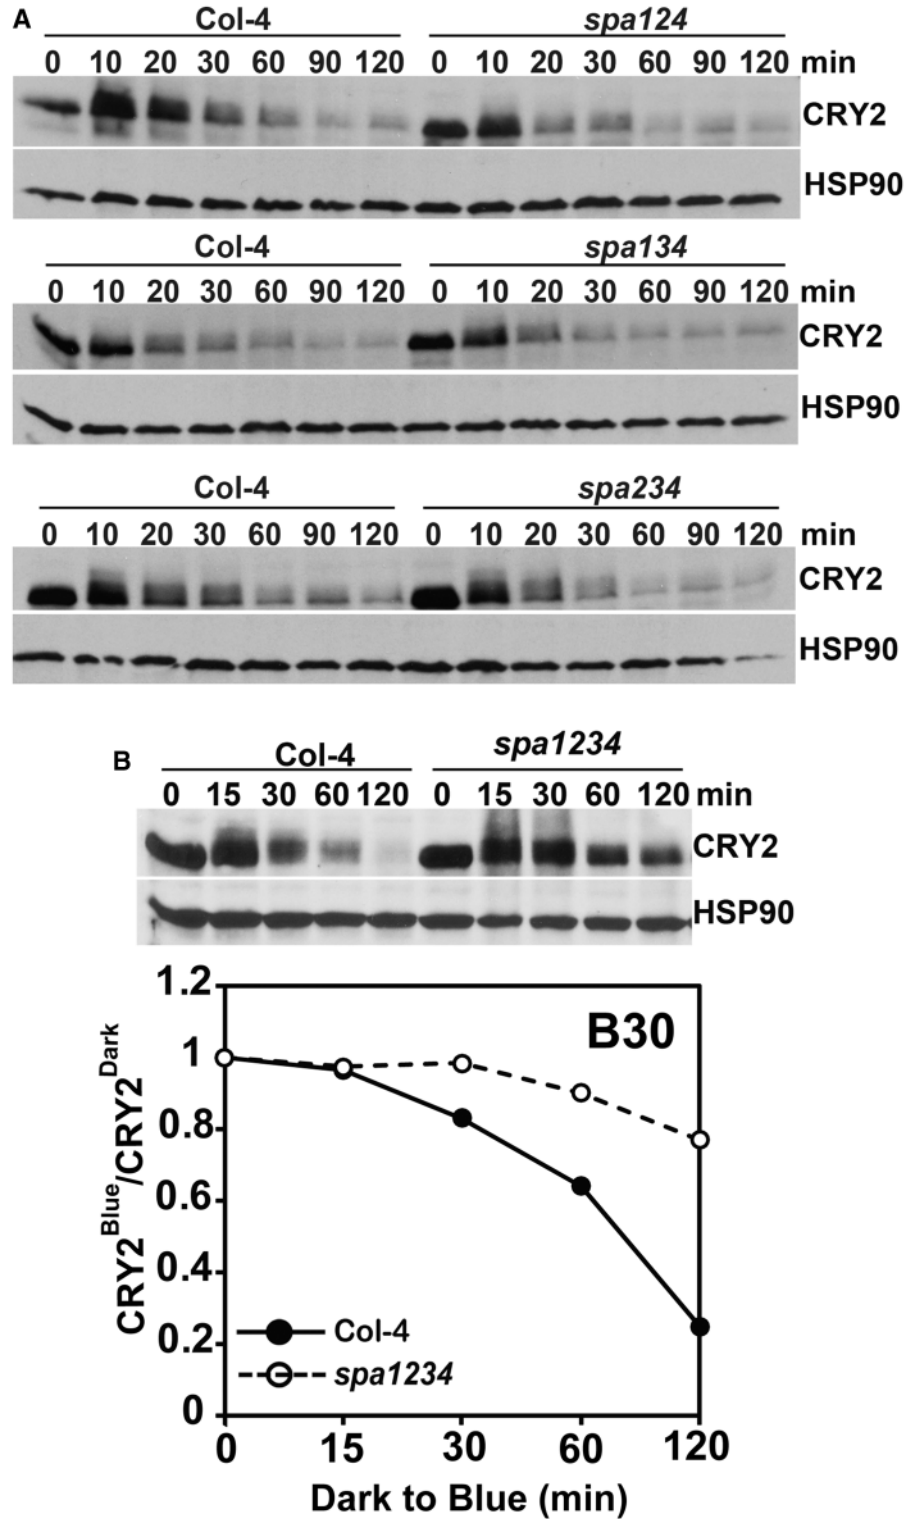 A
Col-4 spa124
0 10 20 30 60 90 120 0 10 20 30 60 90 120 min
CRY2
HSP90
Col-4 spa134
0 10 20 30 60 90 120 0 10 20 30 60 90 120 min
CRY2
HSP90
Col-4 spa234
0 10 20 30 60 90 120 0 10 20 30 60 90 120 min
CRY2
HSP90
B
Col-4 spa1234
0 15 30 60 120 0 15 30 60 120 min
CRY2
HSP90
CRY2Blue/CRY2Dark
1.2
1
0.8
0.6
0.4
0.2
0
B30
Col-4
spa1234
0 15 30 60 120
Dark to Blue (min)